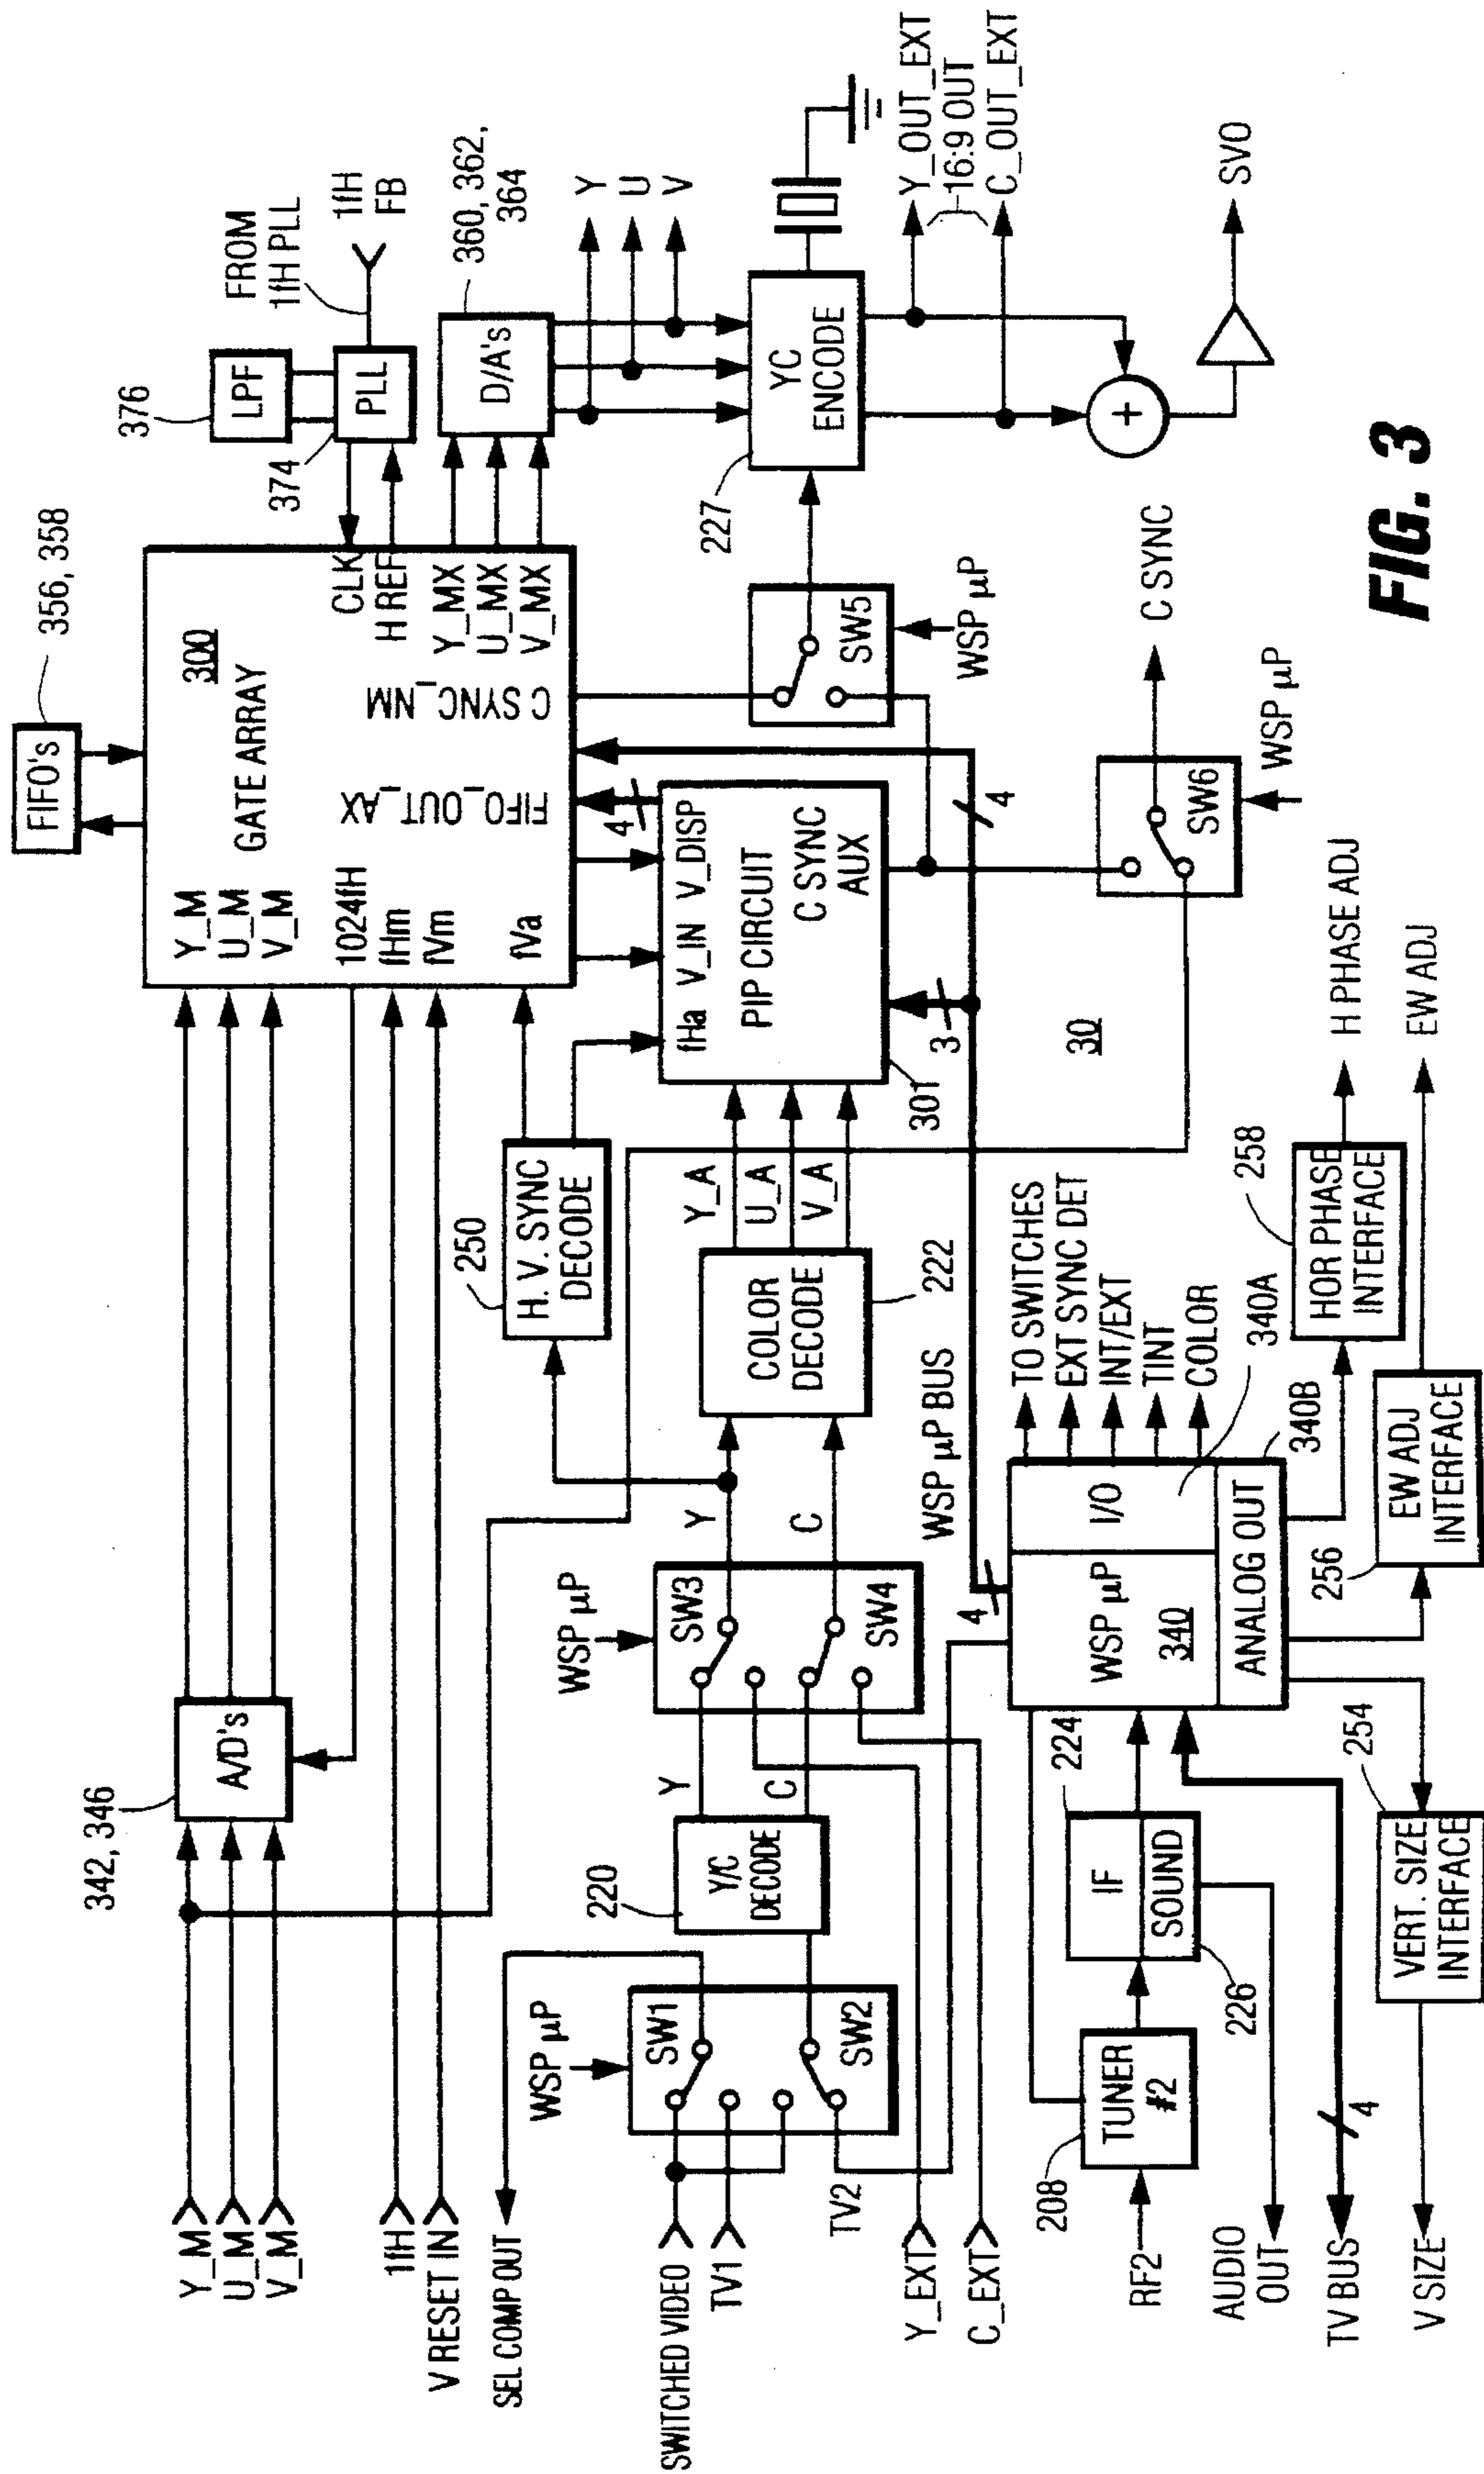 356, 358
FIFO's
376
LPF
FROM
1fH PLL
374
PLL
1fH
FB
342, 346
A/D's
Y_M
U_M
V_M
Y_M
U_M
V_M
300
GATE ARRAY
1024fH
fHm
fVm
fVa
FIFO_OUT_AX
C SYNC_NM
CLK
H REF
Y_MX
U_MX
V_MX
D/A's
360, 362,
364
Y
U
V
1fH
V RESET IN
SEL COMP OUT
250
H. V. SYNC
DECODE
4
WSP µP
SW1
SW2
SWITCHED VIDEO
TV1
TV2
220
Y/C
DECODE
Y
C
WSP µP
SW3
SW4
Y
C
COLOR
DECODE
222
Y_A
U_A
V_A
fHa
V_IN
V_DISP
PIP CIRCUIT
C SYNC
AUX
301
3
4
SW5
WSP µP
227
YC
ENCODE
Y_OUT_EXT
16:9 OUT
C_OUT_EXT
+
SVO
Y_EXT
C_EXT
WSP µP BUS
4
30
SW6
WSP µP
C SYNC
RF2
208
TUNER
#2
224
IF
SOUND
226
WSP µP
340
I/O
ANALOG OUT
340A
340B
TO SWITCHES
EXT SYNC DET
INT/EXT
TINT
COLOR
AUDIO
OUT
TV BUS
4
V SIZE
254
VERT. SIZE
INTERFACE
256
EW ADJ
INTERFACE
EW ADJ
258
HOR PHASE
INTERFACE
H PHASE ADJ
FIG. 3